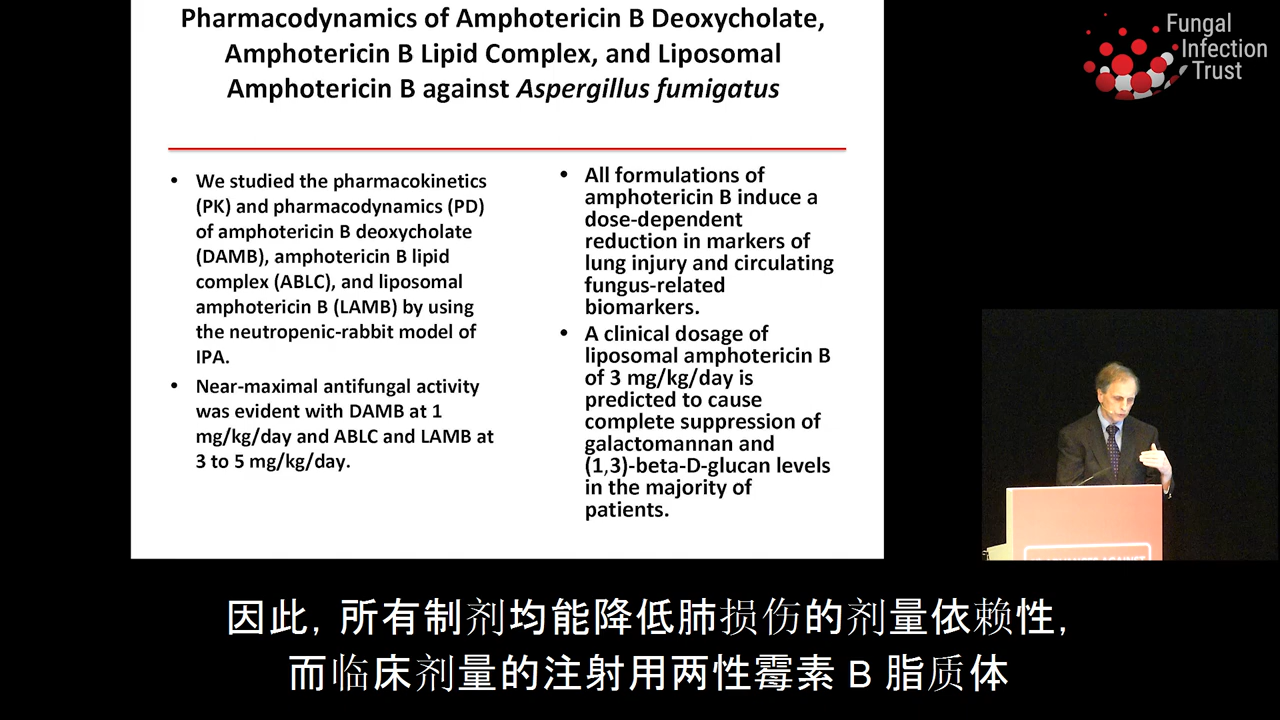 Pharmacodynamics of Amphotericin B Deoxycholate,
Amphotericin B Lipid Complex, and Liposomal
Amphotericin B against Aspergillus fumigatus
Fungal
Infection
Trust
• We studied the pharmacokinetics
(PK) and pharmacodynamics (PD)
of amphotericin B deoxycholate
(DAMB), amphotericin B lipid
complex (ABLC), and liposomal
amphotericin B (LAMB) by using
the neutropenic-rabbit model of
IPA.
• Near-maximal antifungal activity
was evident with DAMB at 1
mg/kg/day and ABLC and LAMB at
3 to 5 mg/kg/day.
• All formulations of
amphotericin B induce a
dose-dependent
reduction in markers of
lung injury and circulating
fungus-related
biomarkers.
• A clinical dosage of
liposomal amphotericin B
of 3 mg/kg/day is
predicted to cause
complete suppression of
galactomannan and
(1,3)-beta-D-glucan levels
in the majority of
patients.
因此, 所有制剂均能降低肺损伤的剂量依赖性,
而临床剂量的注射用两性霉素 B 脂质体